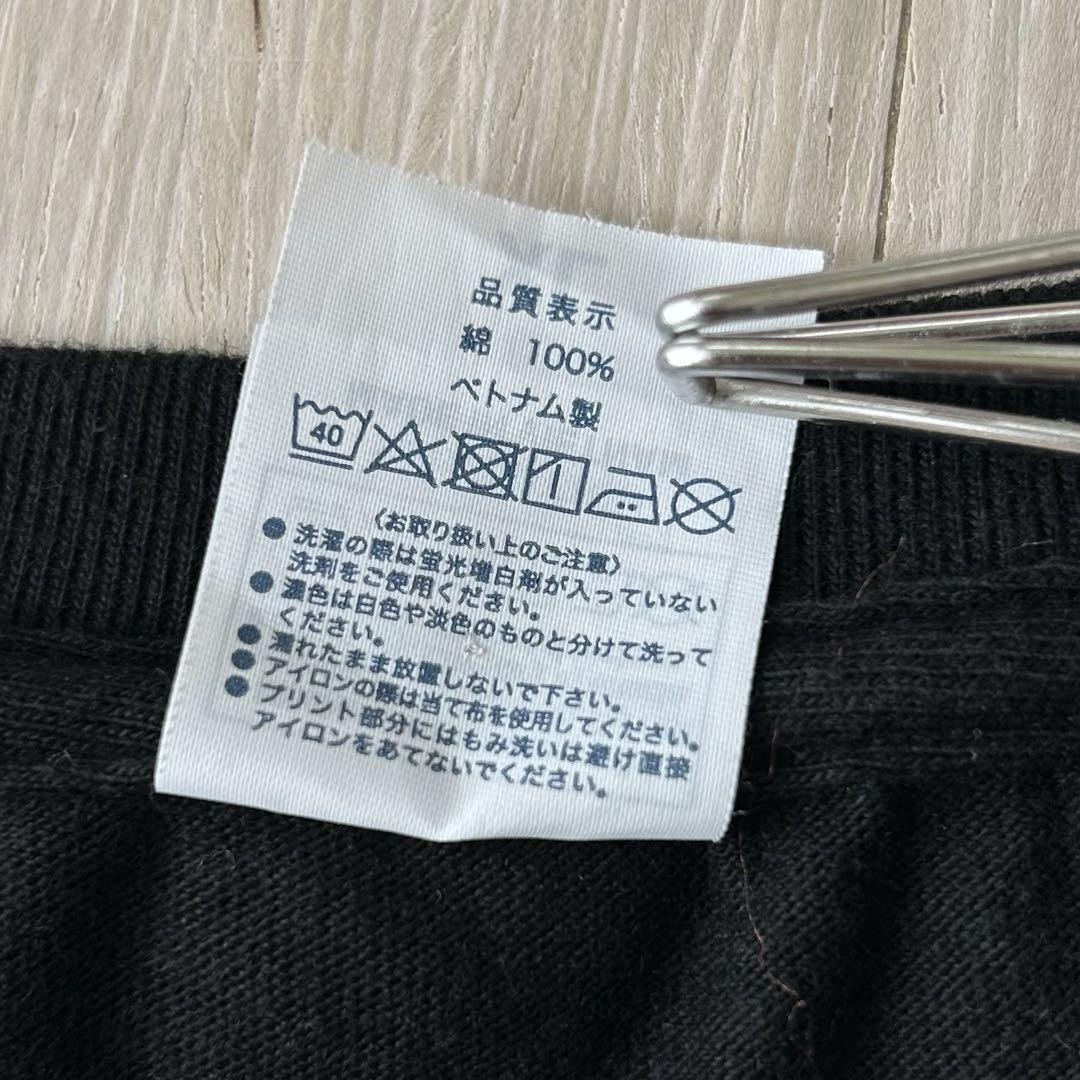 品質表示
綿 100%
ベトナム製
40
〈お取り扱い上のご注意〉
● 洗濯の際は蛍光増白剤が入っていない
洗剤をご使用ください。
● 濃色は白色や淡色のものと分けて洗って
ください。
● 濡れたまま放置しないで下さい。
● アイロンの際は当て布を使用してください。
● プリント部分にはもみ洗いは避け直接
アイロンをあてないでください。